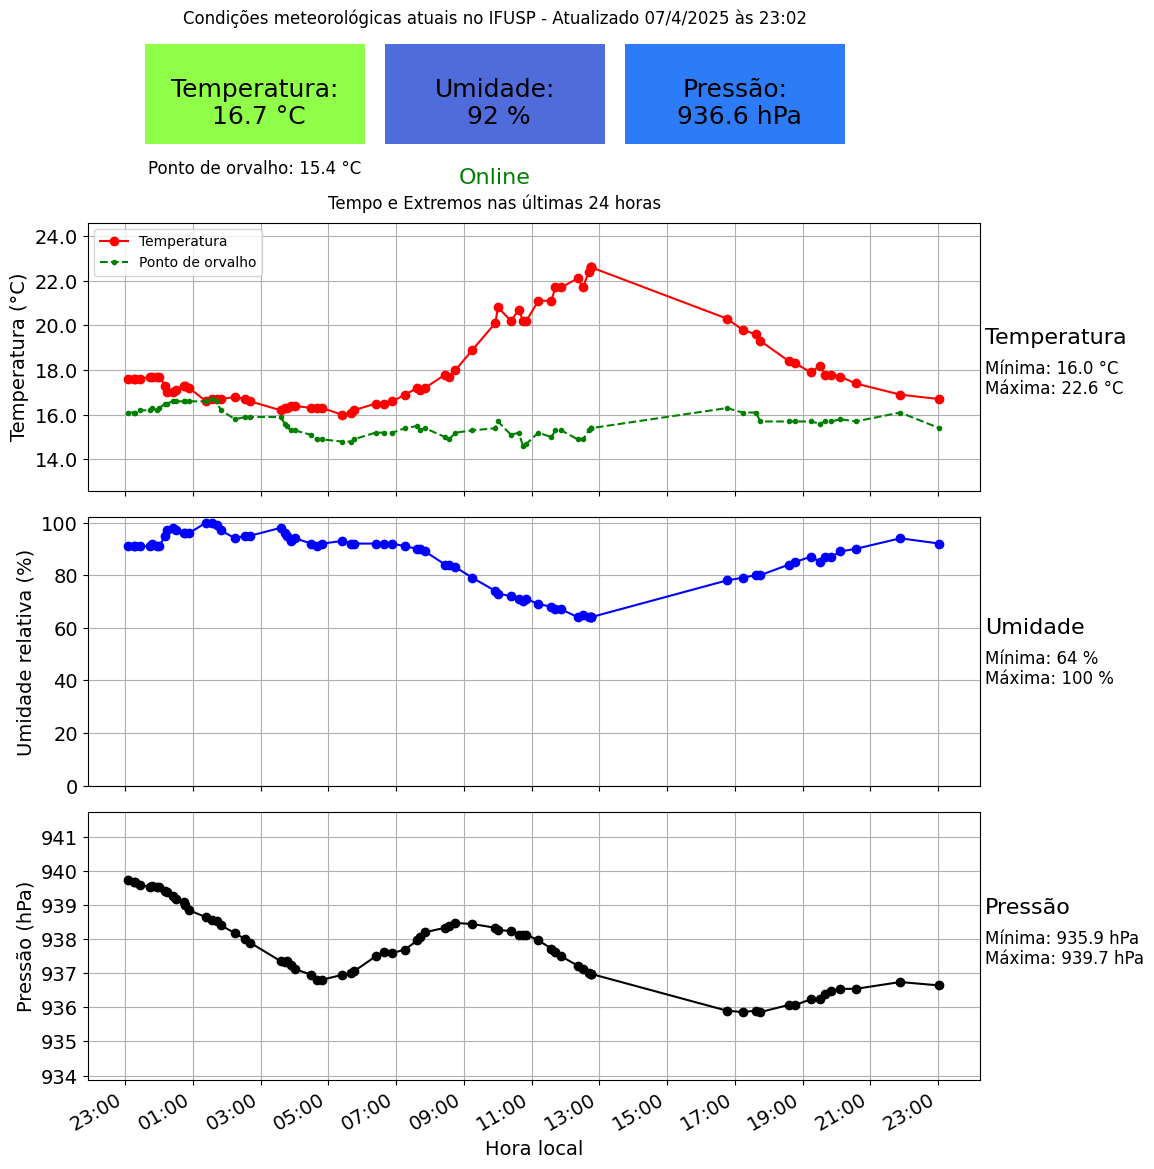 Condições meteorológicas atuais no IFUSP - Atualizado 07/4/2025 às 23:02
Temperatura:
16.7 °C
Umidade:
92 %
Pressão:
936.6 hPa
Ponto de orvalho: 15.4 °C
Online
Tempo e Extremos nas últimas 24 horas
Temperatura
Ponto de orvalho
24.0
22.0
20.0
18.0
16.0
14.0
Temperatura (°C)
Temperatura
Mínima: 16.0 °C
Máxima: 22.6 °C
100
80
60
40
20
0
Umidade relativa (%)
Umidade
Mínima: 64 %
Máxima: 100 %
941
940
939
938
937
936
935
934
Pressão (hPa)
Pressão
Mínima: 935.9 hPa
Máxima: 939.7 hPa
23:00 01:00 03:00 05:00 07:00 09:00 11:00 13:00 15:00 17:00 19:00 21:00 23:00
Hora local